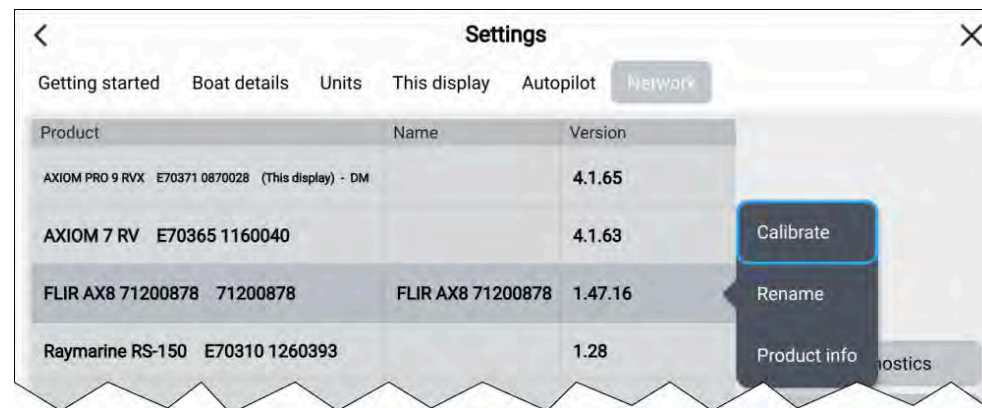 Settings
Getting started Boat details Units This display Autopilot Network
Product Name Version
AXIOM PRO 9 RVX E70371 0870028 (This display) - DM 4.1.65
AXIOM 7 RV E70365 1160040 4.1.63
Calibrate
FLIR AX8 71200878 71200878 FLIR AX8 71200878 1.47.16
Rename
Raymarine RS-150 E70310 1260393 1.28
Product info
nostics